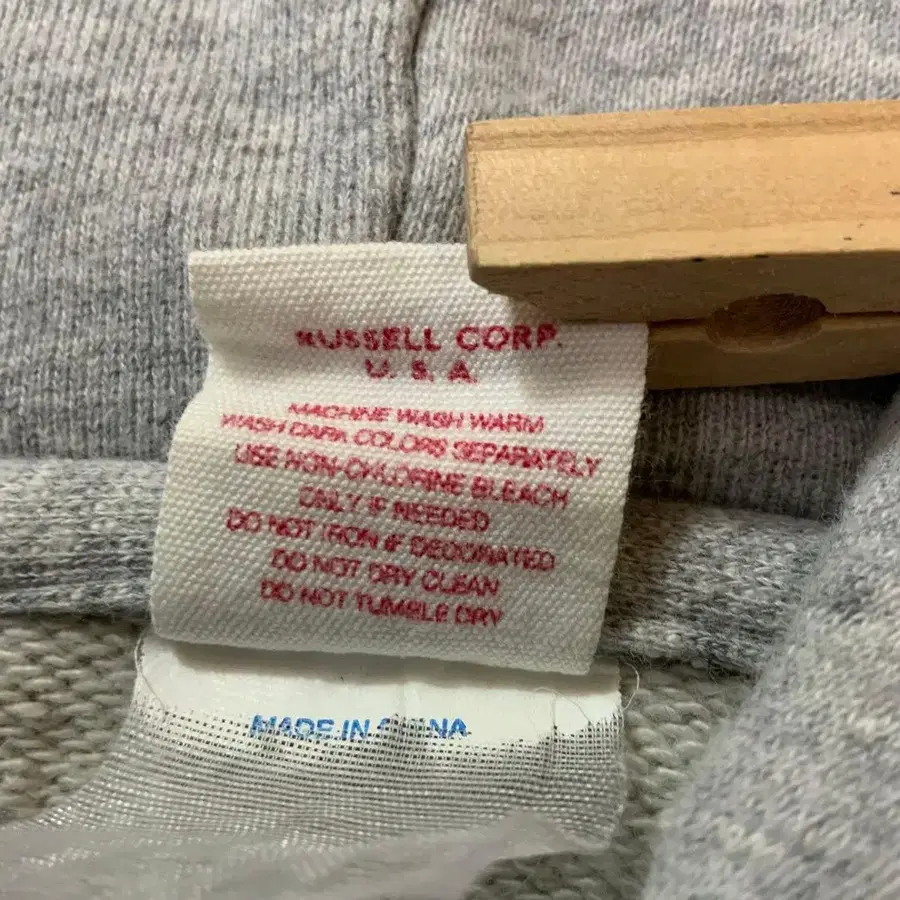 RUSSELL CORP.
U. S. A.
MACHINE WASH WARM
WASH DARK COLORS SEPARATELY
USE NON-CHLORINE BLEACH
ONLY IF NEEDED
DO NOT IRON IF DECORATED
DO NOT DRY CLEAN
DO NOT TUMBLE DRY
MADE IN CHINA